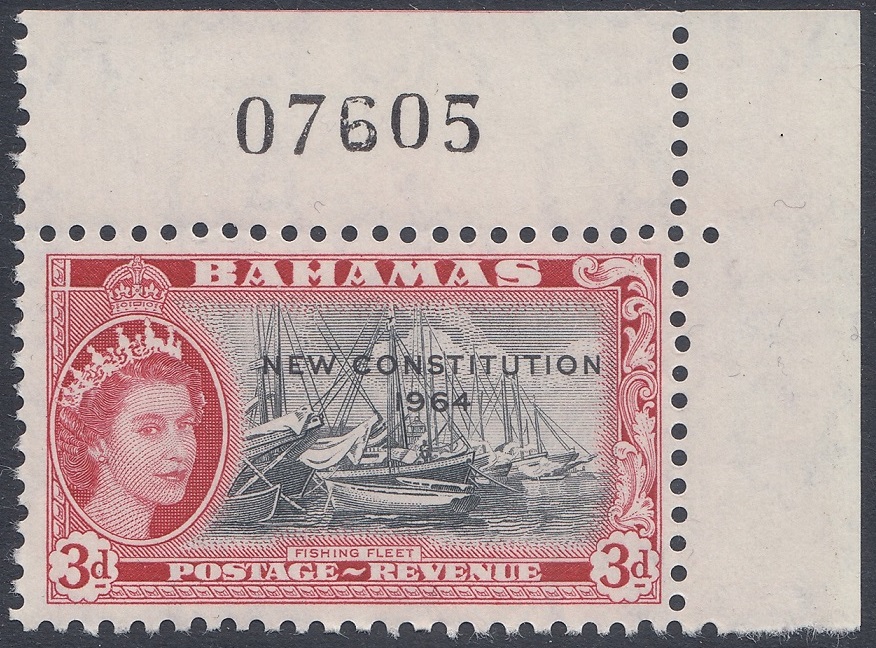 07605
BAHAMAS
NEW CONSTITUTION
1964
FISHING FLEET
3d POSTAGE~REVENUE 3d